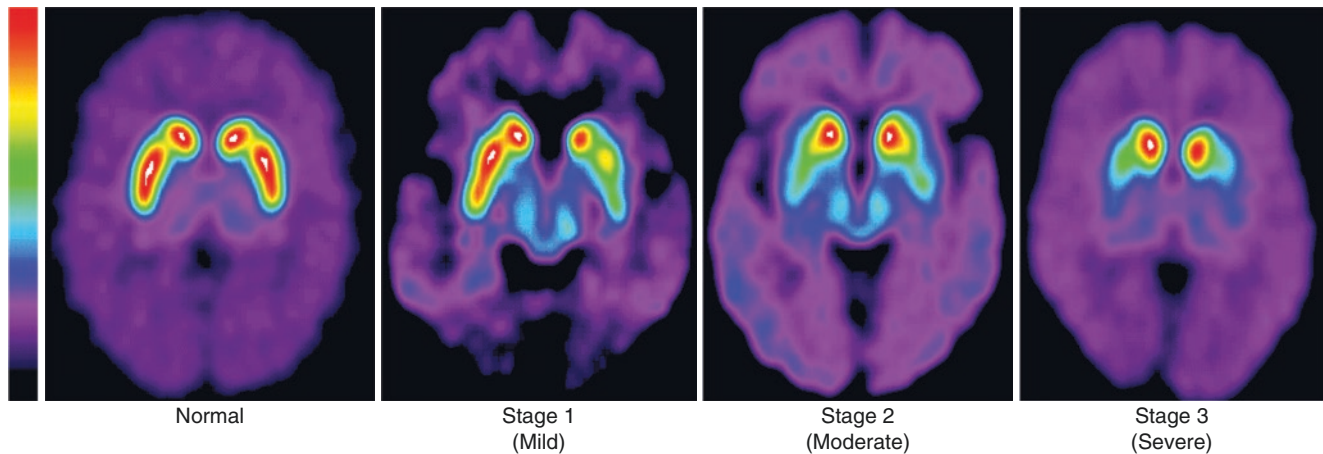 Normal
Stage 1
(Mild)
Stage 2
(Moderate)
Stage 3
(Severe)